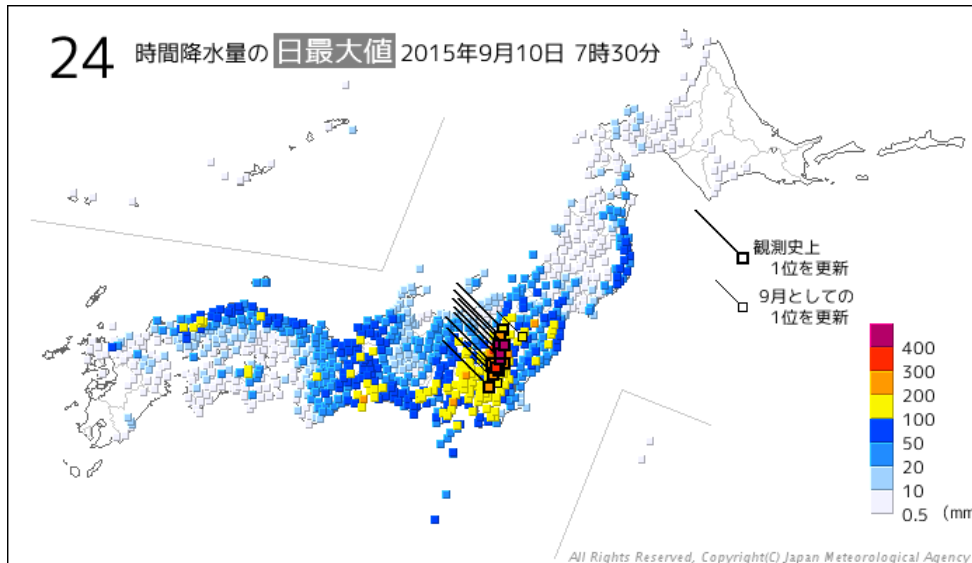 24 時間降水量の 日最大値 2015年9月10日 7時30分
観測史上
1位を更新
9月としての
1位を更新
400
300
200
100
50
20
10
0.5 (mm
All Rights Reserved, Copyright(C) Japan Meteorological Agency